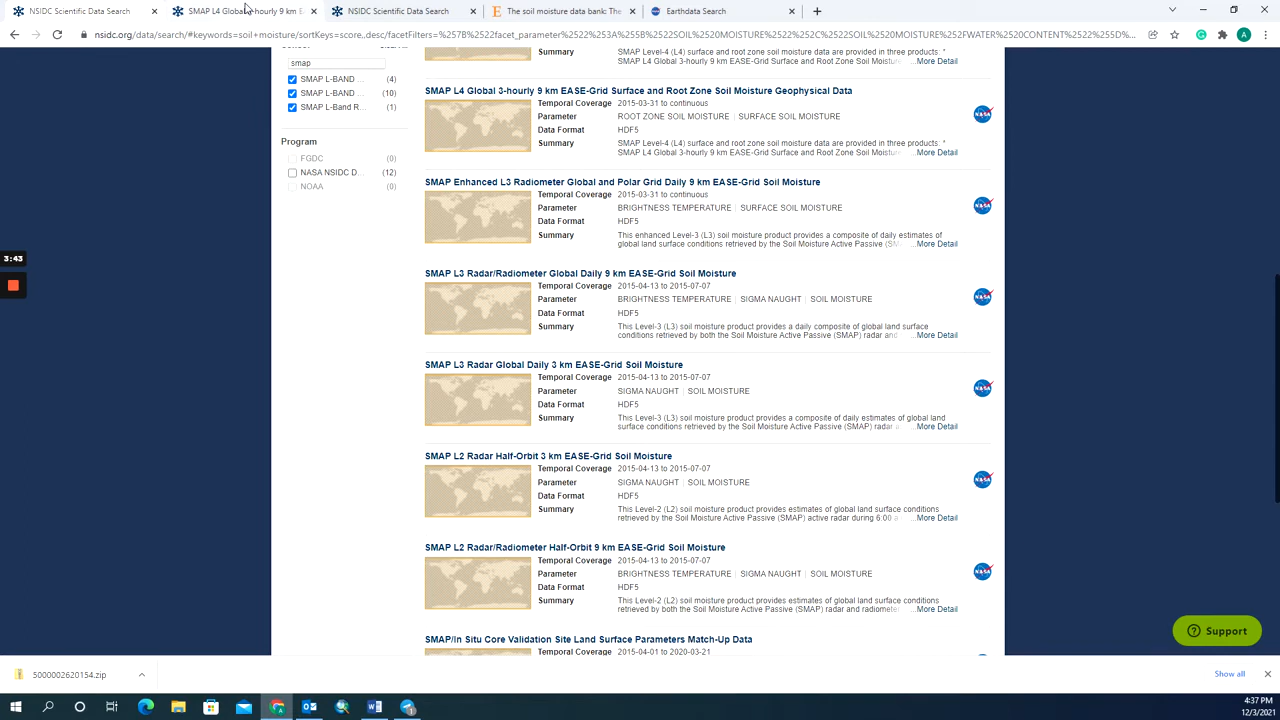 NSIDC Scientific Data Search
SMAP L4 Global 3-hourly 9 km E
NSIDC Scientific Data Search
The soil moisture data bank: The
Earthdata Search
nsidc.org/data/search/#keywords=soil+moisture/sortKeys=score,,desc/facetFilters=%257B%2522facet_parameter%2522%253A%255B%2522SOIL%2520MOISTURE%2522%252C%2522SOIL%2520MOISTURE%252FWATER%2520CONTENT%2522%255D%...
smap
SMAP L-BAND ... (4)
SMAP L-BAND ... (10)
SMAP L-Band R... (1)
Program
FGDC (0)
NASA NSIDC D... (12)
NOAA (0)
3:43
Summary SMAP Level-4 (L4) surface and root zone soil moisture data are provided in three products: *
SMAP L4 Global 3-hourly 9 km EASE-Grid Surface and Root Zone Soil Moisture ...More Detail
SMAP L4 Global 3-hourly 9 km EASE-Grid Surface and Root Zone Soil Moisture Geophysical Data
Temporal Coverage 2015-03-31 to continuous
Parameter ROOT ZONE SOIL MOISTURE | SURFACE SOIL MOISTURE
Data Format HDF5
Summary SMAP Level-4 (L4) surface and root zone soil moisture data are provided in three products: *
SMAP L4 Global 3-hourly 9 km EASE-Grid Surface and Root Zone Soil Moisture ...More Detail
SMAP Enhanced L3 Radiometer Global and Polar Grid Daily 9 km EASE-Grid Soil Moisture
Temporal Coverage 2015-03-31 to continuous
Parameter BRIGHTNESS TEMPERATURE | SURFACE SOIL MOISTURE
Data Format HDF5
Summary This enhanced Level-3 (L3) soil moisture product provides a composite of daily estimates of
global land surface conditions retrieved by the Soil Moisture Active Passive (SM ...More Detail
SMAP L3 Radar/Radiometer Global Daily 9 km EASE-Grid Soil Moisture
Temporal Coverage 2015-04-13 to 2015-07-07
Parameter BRIGHTNESS TEMPERATURE | SIGMA NAUGHT | SOIL MOISTURE
Data Format HDF5
Summary This Level-3 (L3) soil moisture product provides a daily composite of global land surface
conditions retrieved by both the Soil Moisture Active Passive (SMAP) radar and ...More Detail
SMAP L3 Radar Global Daily 3 km EASE-Grid Soil Moisture
Temporal Coverage 2015-04-13 to 2015-07-07
Parameter SIGMA NAUGHT | SOIL MOISTURE
Data Format HDF5
Summary This Level-3 (L3) soil moisture product provides a composite of daily estimates of global land
surface conditions retrieved by the Soil Moisture Active Passive (SMAP) radar a ...More Detail
SMAP L2 Radar Half-Orbit 3 km EASE-Grid Soil Moisture
Temporal Coverage 2015-04-13 to 2015-07-07
Parameter SIGMA NAUGHT | SOIL MOISTURE
Data Format HDF5
Summary This Level-2 (L2) soil moisture product provides estimates of global land surface conditions
retrieved by the Soil Moisture Active Passive (SMAP) active radar during 6:00 a ...More Detail
SMAP L2 Radar/Radiometer Half-Orbit 9 km EASE-Grid Soil Moisture
Temporal Coverage 2015-04-13 to 2015-07-07
Parameter BRIGHTNESS TEMPERATURE | SIGMA NAUGHT | SOIL MOISTURE
Data Format HDF5
Summary This Level-2 (L2) soil moisture product provides estimates of global land surface conditions
retrieved by both the Soil Moisture Active Passive (SMAP) radar and radiometer ...More Detail
SMAP/In Situ Core Validation Site Land Surface Parameters Match-Up Data
Temporal Coverage 2015-04-01 to 2020-03-21
Support
5000002620154.zip
Show all
4:37 PM
12/3/2021